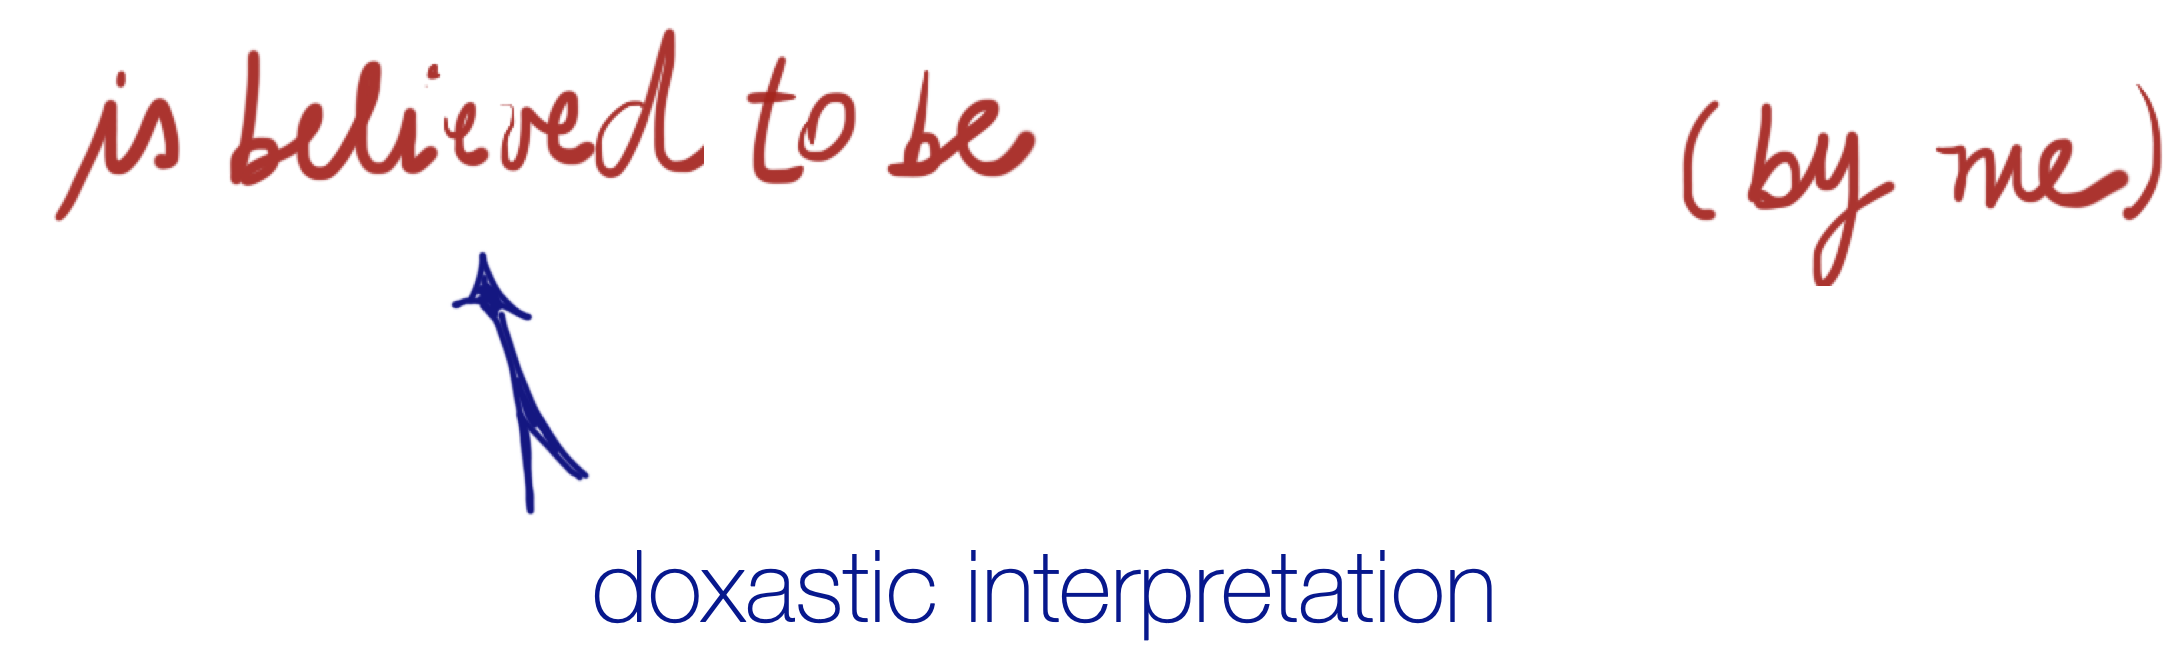 is believed to be (by me)
doxastic interpretation